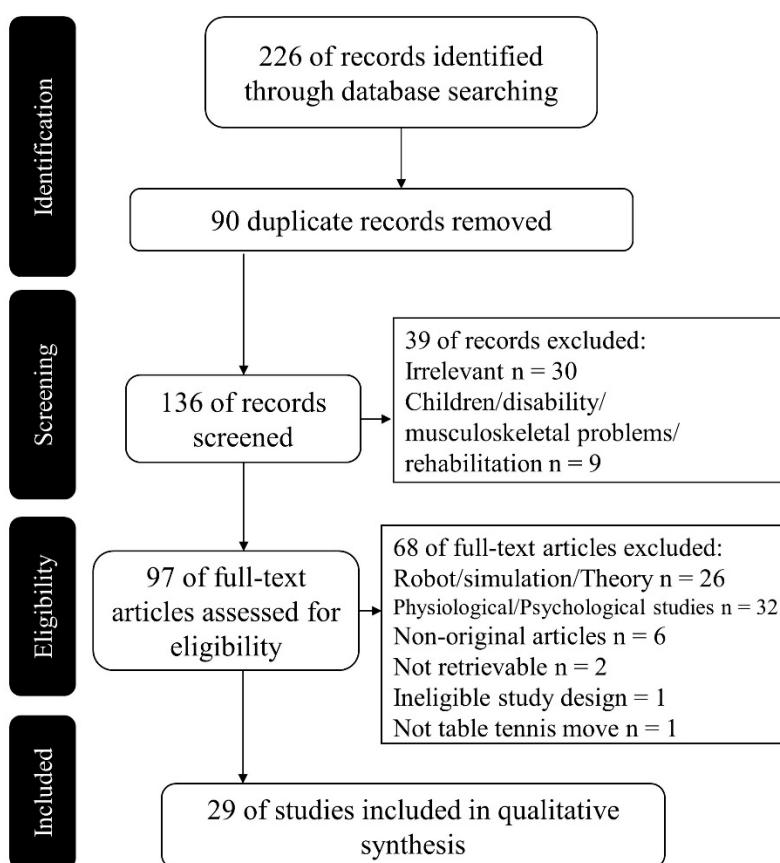 Identification
226 of records identified
through database searching
90 duplicate records removed
Screening
136 of records
screened
39 of records excluded:
Irrelevant n = 30
Children/disability/
musculoskeletal problems/
rehabilitation n = 9
Eligibility
97 of full-text
articles assessed for
eligibility
68 of full-text articles excluded:
Robot/simulation/Theory n = 26
Physiological/Psychological studies n = 32
Non-original articles n = 6
Not retrievable n = 2
Ineligible study design = 1
Not table tennis move n = 1
Included
29 of studies included in qualitative
synthesis